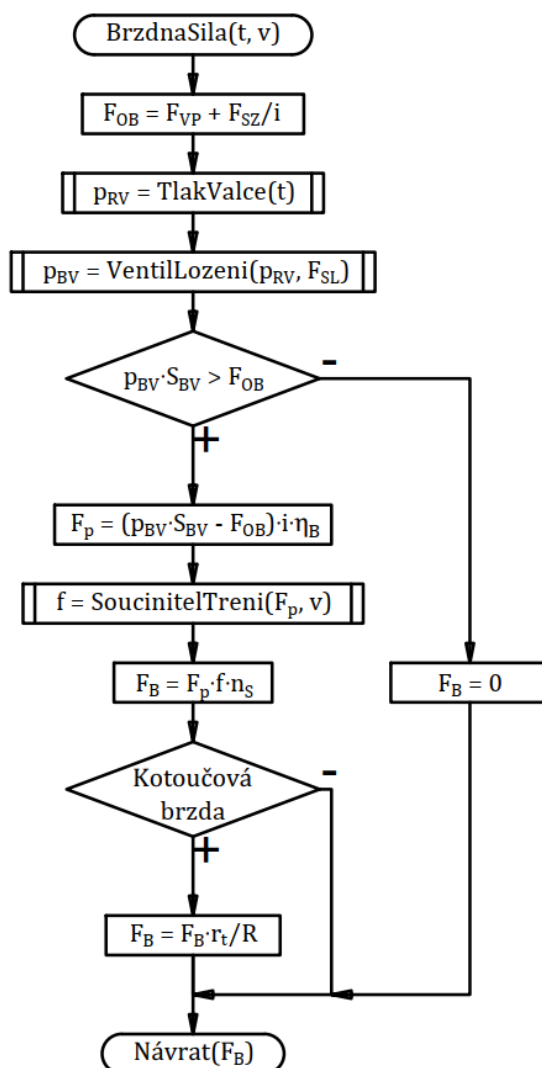 BrzdnaSila(t, v)
F_OB = F_VP + F_SZ/i
p_RV = TlakValce(t)
p_BV = VentilLozeni(p_RV, F_SL)
p_BV·S_BV > F_OB
-
+
F_p = (p_BV·S_BV - F_OB)·i·η_B
f = SoucinitelTreni(F_p, v)
F_B = F_p·f·n_S
F_B = 0
Kotoučová
brzda
-
+
F_B = F_B·r_t/R
Návrat(F_B)